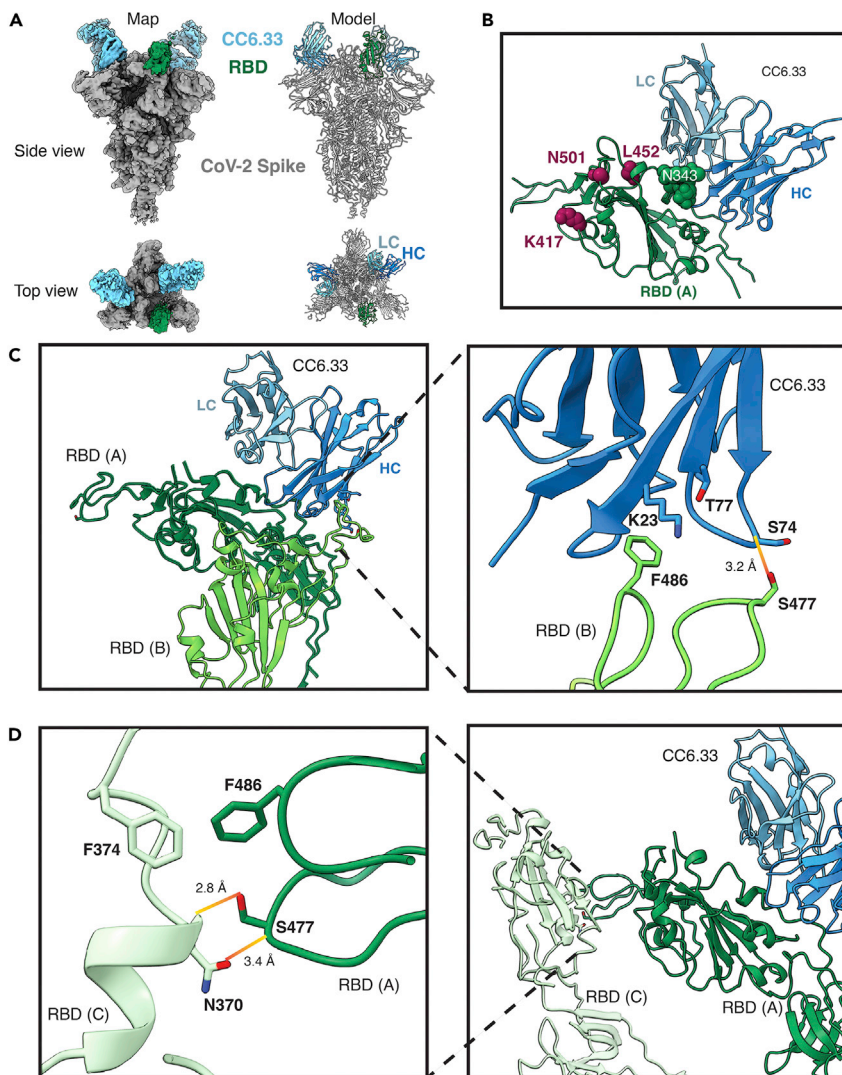 A
Map
Model
CC6.33
RBD
Side view
CoV-2 Spike
LC
HC
Top view
B
LC
CC6.33
N501
L452
N343
HC
K417
RBD (A)
C
CC6.33
LC
RBD (A)
HC
RBD (B)
CC6.33
T77
K23
S74
3.2 Å
F486
S477
RBD (B)
D
F486
F374
2.8 Å
S477
3.4 Å
N370
RBD (A)
RBD (C)
CC6.33
RBD (C)
RBD (A)